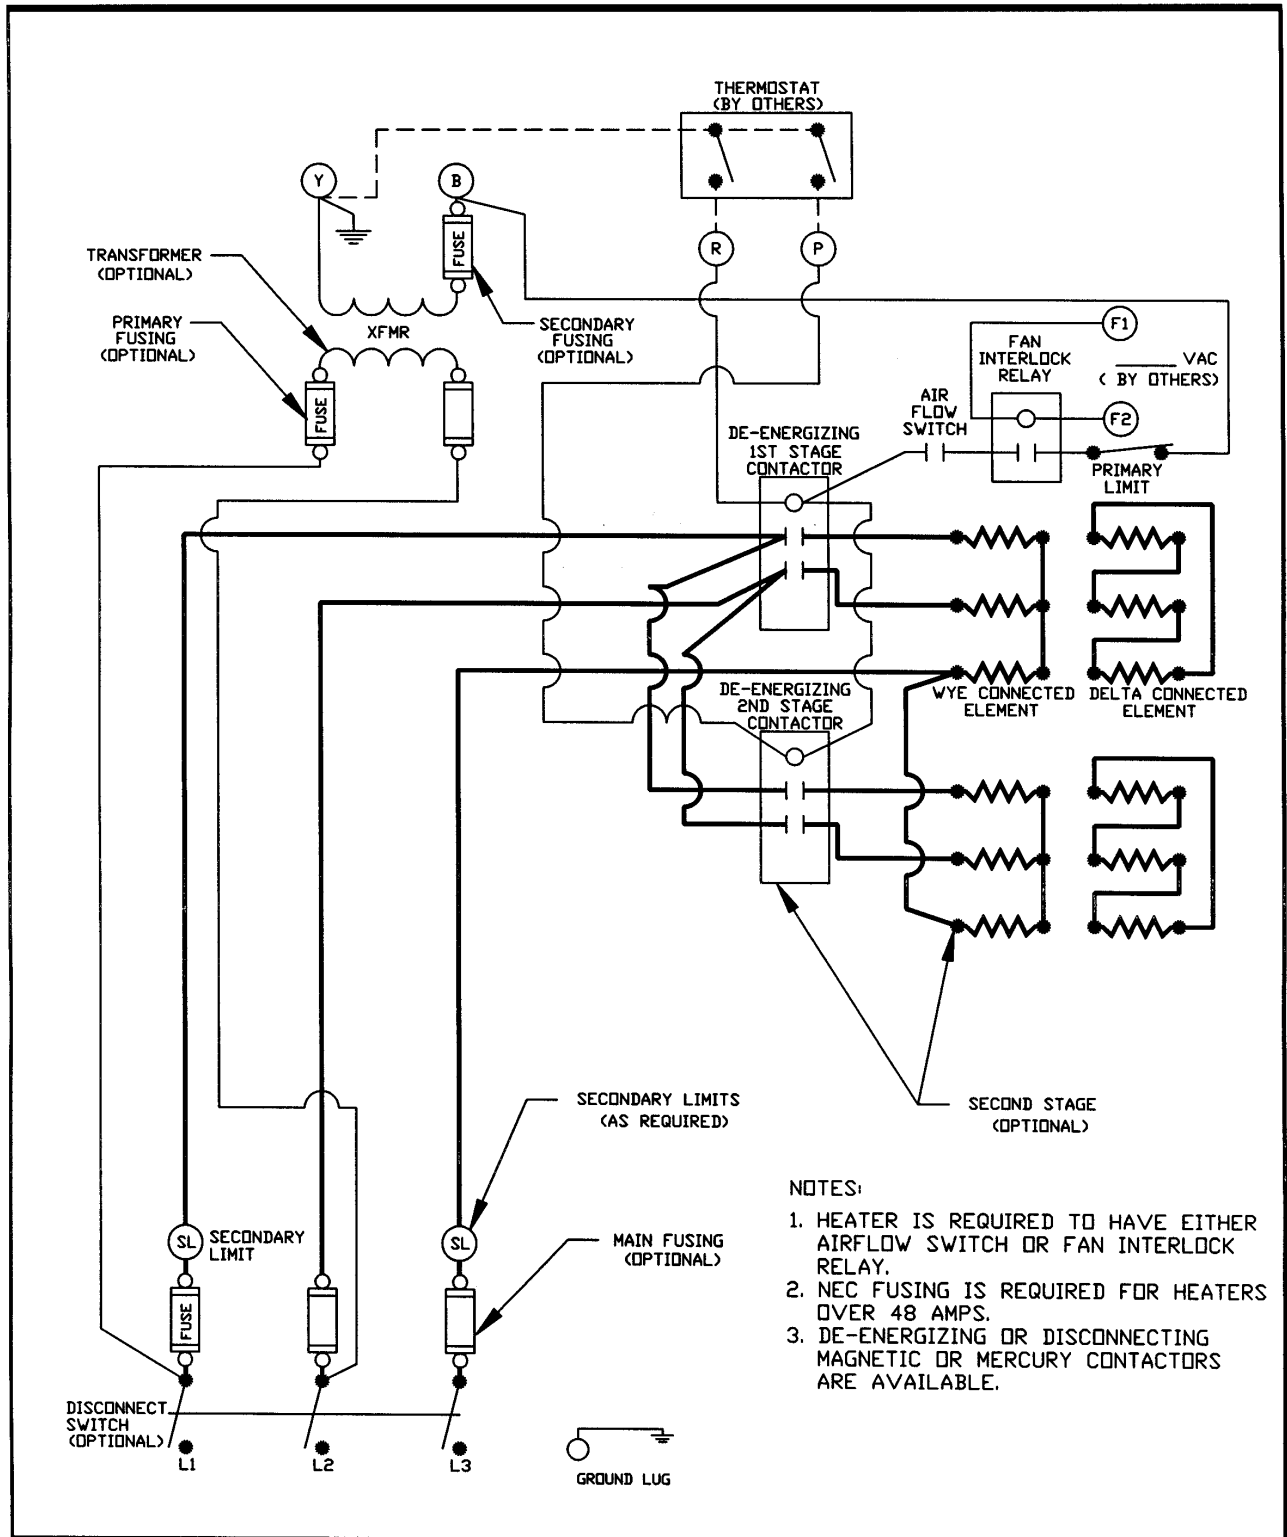 THERMOSTAT
(BY OTHERS)
Y
B
FUSE
R
P
TRANSFORMER
(OPTIONAL)
PRIMARY
FUSING
(OPTIONAL)
XFMR
SECONDARY
FUSING
(OPTIONAL)
FUSE
F1
FAN
INTERLOCK
RELAY
____ VAC
( BY OTHERS)
F2
AIR
FLOW
SWITCH
PRIMARY
LIMIT
DE-ENERGIZING
1ST STAGE
CONTACTOR
WYE CONNECTED
ELEMENT
DELTA CONNECTED
ELEMENT
DE-ENERGIZING
2ND STAGE
CONTACTOR
SECONDARY LIMITS
(AS REQUIRED)
SECOND STAGE
(OPTIONAL)
SL
SECONDARY
LIMIT
SL
MAIN FUSING
(OPTIONAL)
FUSE
DISCONNECT
SWITCH
(OPTIONAL)
L1
L2
L3
GROUND LUG
NOTES:
1. HEATER IS REQUIRED TO HAVE EITHER
AIRFLOW SWITCH OR FAN INTERLOCK
RELAY.
2. NEC FUSING IS REQUIRED FOR HEATERS
OVER 48 AMPS.
3. DE-ENERGIZING OR DISCONNECTING
MAGNETIC OR MERCURY CONTACTORS
ARE AVAILABLE.